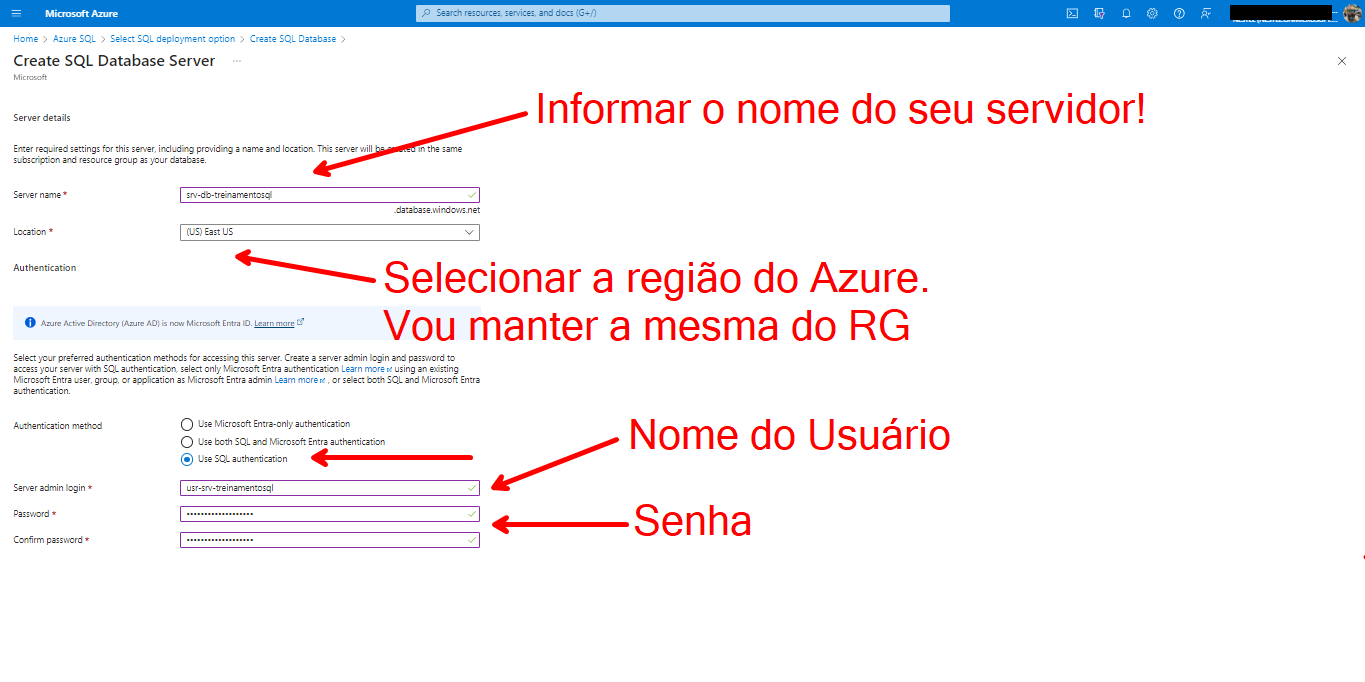 Microsoft Azure
Search resources, services, and docs (G+/)
Home > Azure SQL > Select SQL deployment option > Create SQL Database >
Create SQL Database Server ...
Microsoft
Informar o nome do seu servidor!
Server details
Enter required settings for this server, including providing a name and location. This server will be created in the same
subscription and resource group as your database.
Server name *
srv-db-treinamentosql
.database.windows.net
Location *
(US) East US
Selecionar a região do Azure.
Vou manter a mesma do RG
Authentication
Azure Active Directory (Azure AD) is now Microsoft Entra ID. Learn more
Select your preferred authentication methods for accessing this server. Create a server admin login and password to
access your server with SQL authentication, select only Microsoft Entra authentication Learn more using an existing
Microsoft Entra user, group, or application as Microsoft Entra admin Learn more , or select both SQL and Microsoft Entra
authentication.
Authentication method
Use Microsoft Entra-only authentication
Use both SQL and Microsoft Entra authentication
Use SQL authentication
Nome do Usuário
Server admin login *
usr-srv-treinamentosql
Password *
•••••••••••••••••••
Senha
Confirm password *
•••••••••••••••••••